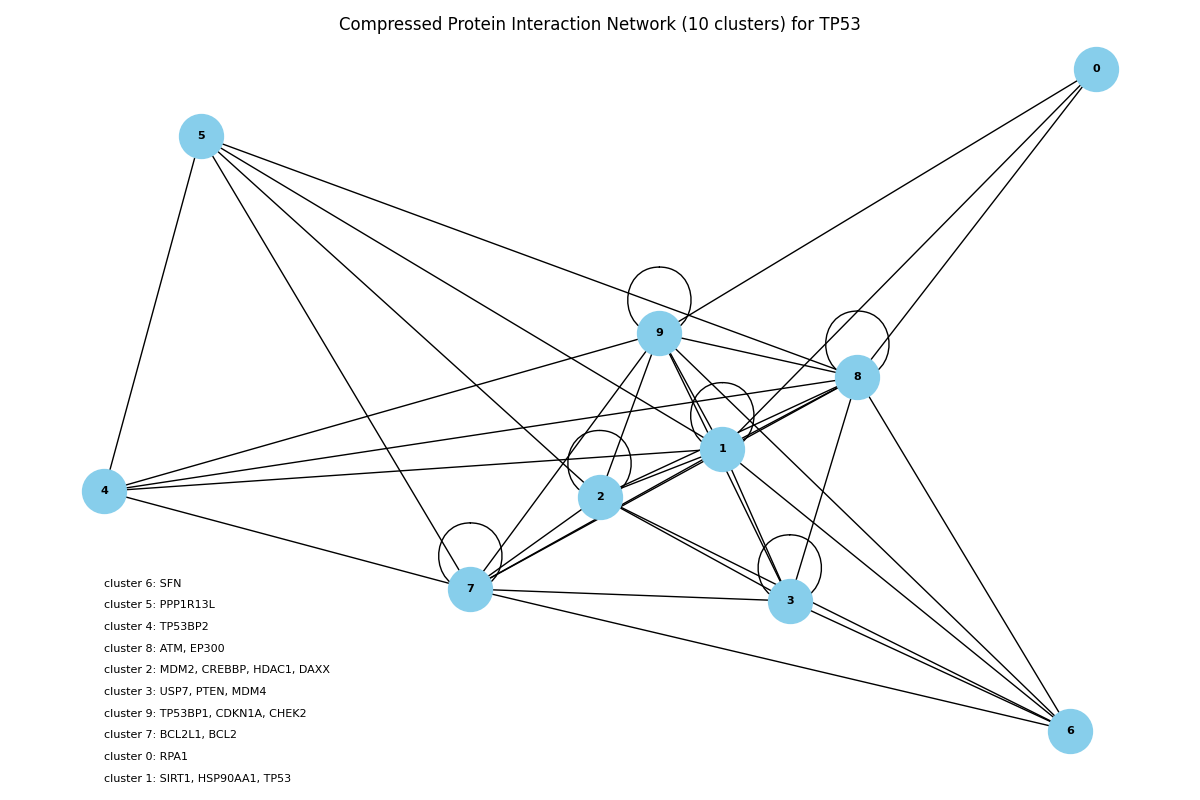 Compressed Protein Interaction Network (10 clusters) for TP53
0
5
9
8
1
4
2
7
3
6
cluster 6: SFN
cluster 5: PPP1R13L
cluster 4: TP53BP2
cluster 8: ATM, EP300
cluster 2: MDM2, CREBBP, HDAC1, DAXX
cluster 3: USP7, PTEN, MDM4
cluster 9: TP53BP1, CDKN1A, CHEK2
cluster 7: BCL2L1, BCL2
cluster 0: RPA1
cluster 1: SIRT1, HSP90AA1, TP53